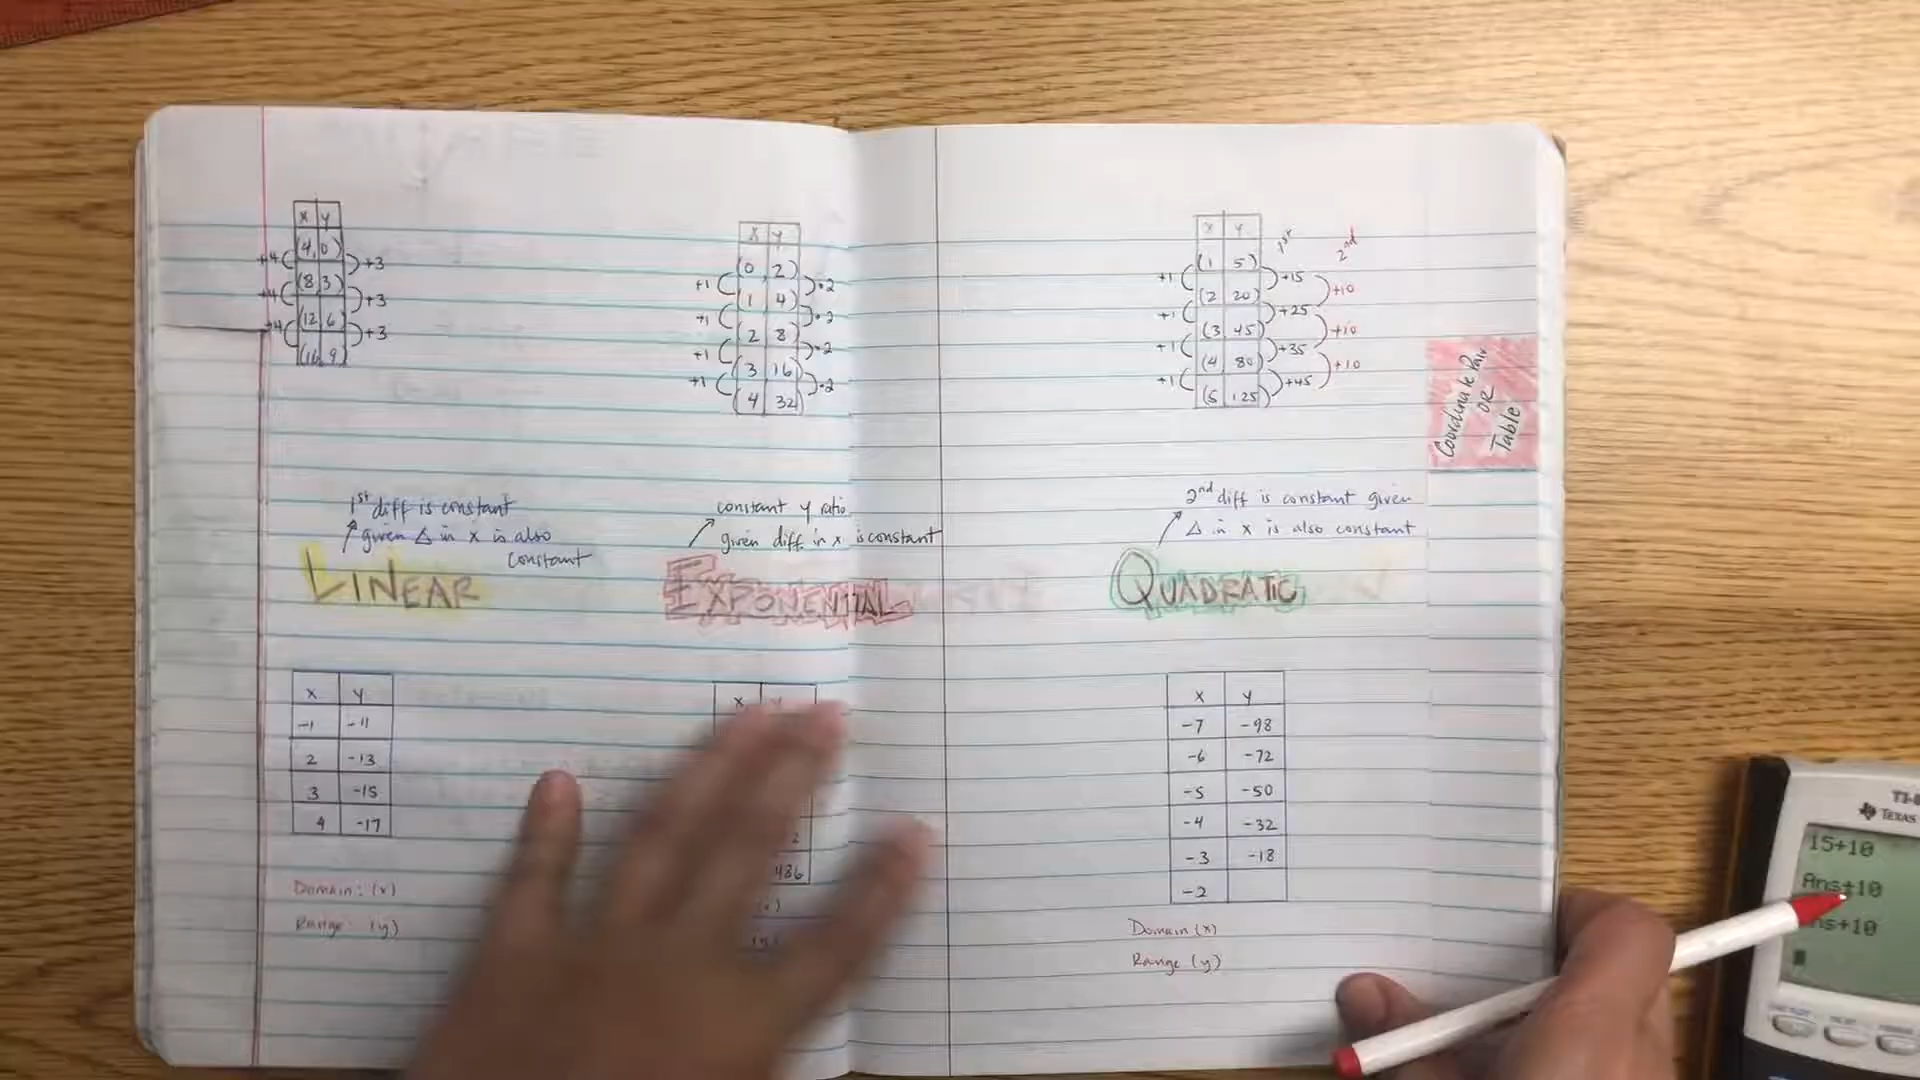 x y
(4, 0)
(8, 3)
(12, 6)
(16, 9)
+4 +3
+4 +3
+4 +3
x y
(0, 2)
(1, 4)
(2, 8)
(3, 16)
(4, 32)
+1 •2
+1 •2
+1 •2
+1 •2
x y 1st 2nd
(1, 5)
(2, 20)
(3, 45)
(4, 80)
(5, 125)
+1 +15 +10
+1 +25 +10
+1 +35 +10
+1 +45
Coordinate Pair
OR
Table
1st diff is constant
given Δ in x is also
constant
LINEAR
constant y ratio
given diff. in x is constant
EXPONENTIAL
2nd diff is constant given
Δ in x is also constant
QUADRATIC
x y
-1 -11
2 -13
3 -15
4 -17
Domain: (x)
Range: (y)
x y
2
486
(x)
(y)
x y
-7 -98
-6 -72
-5 -50
-4 -32
-3 -18
-2
Domain (x)
Range (y)
TEXAS
15+10
Ans+10